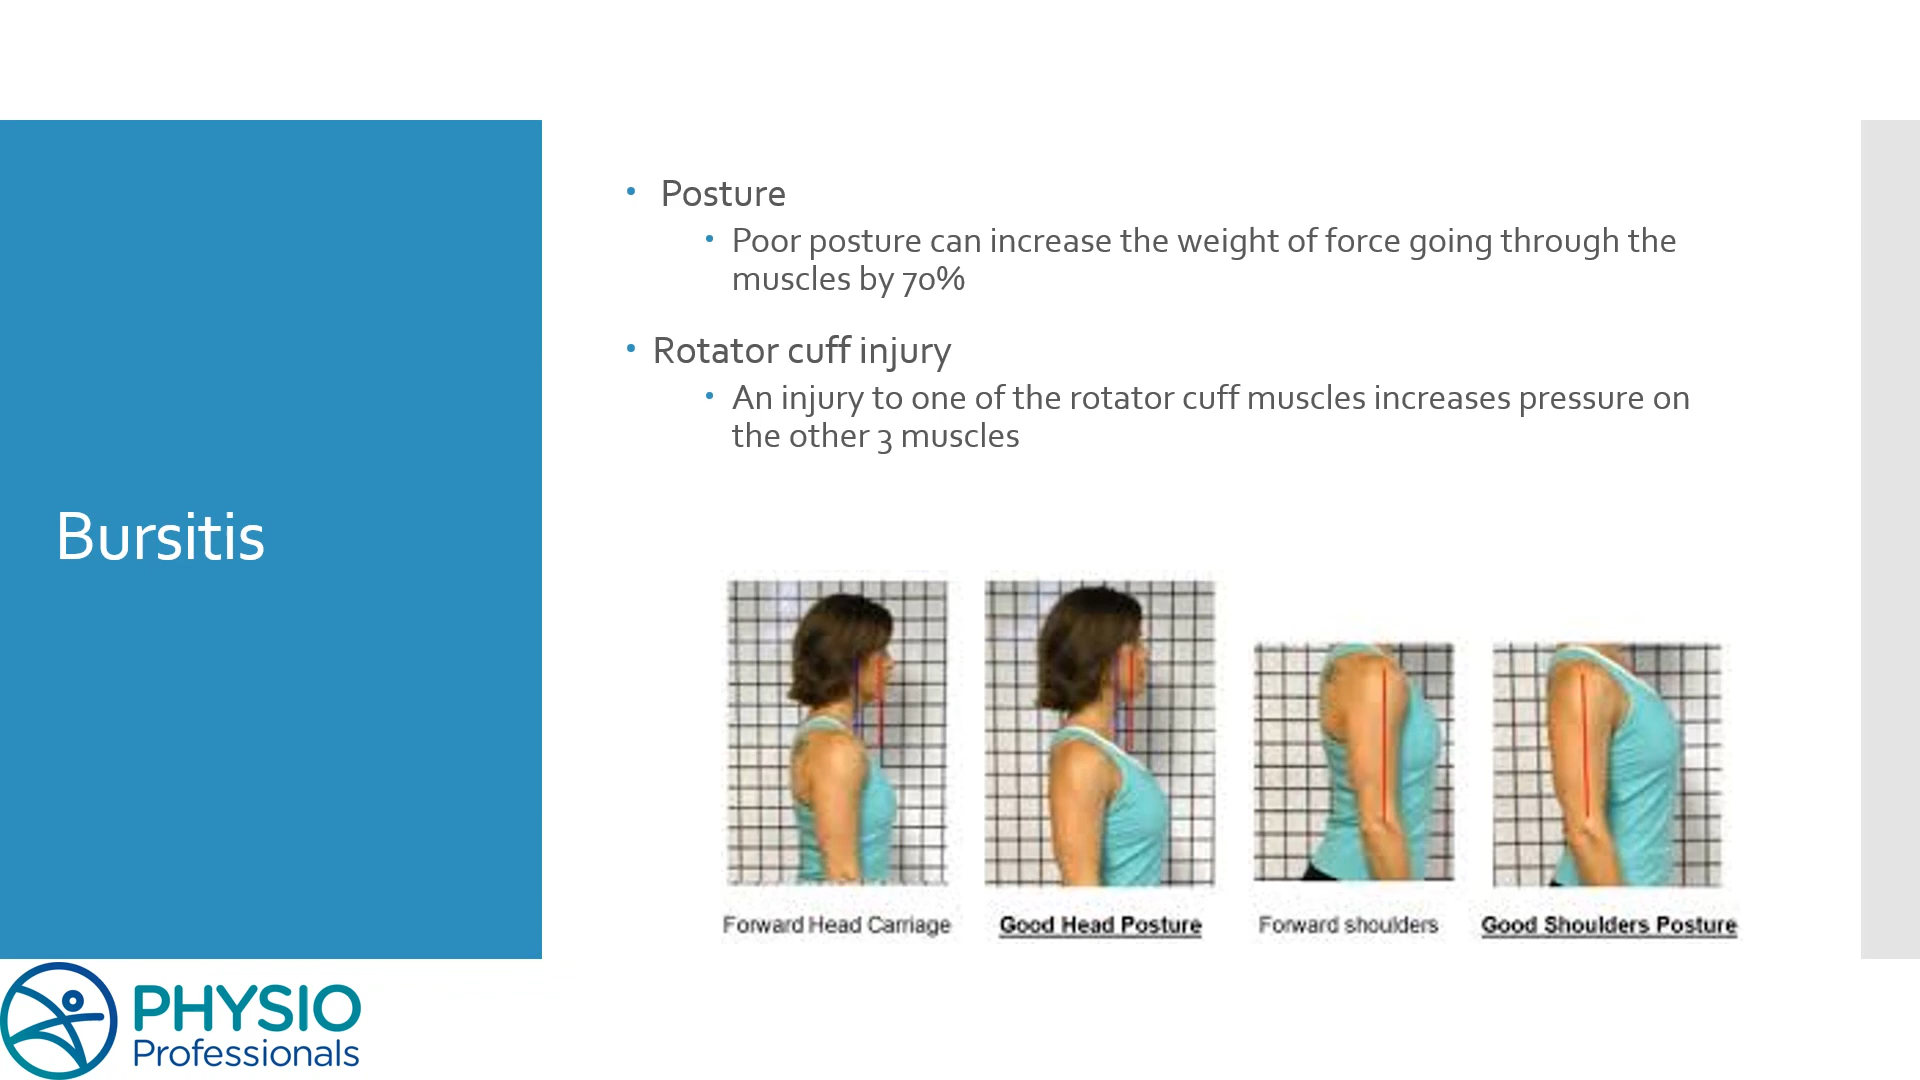 Bursitis
• Posture
• Poor posture can increase the weight of force going through the
muscles by 70%
• Rotator cuff injury
• An injury to one of the rotator cuff muscles increases pressure on
the other 3 muscles
Forward Head Carriage
Good Head Posture
Forward shoulders
Good Shoulders Posture
PHYSIO
Professionals